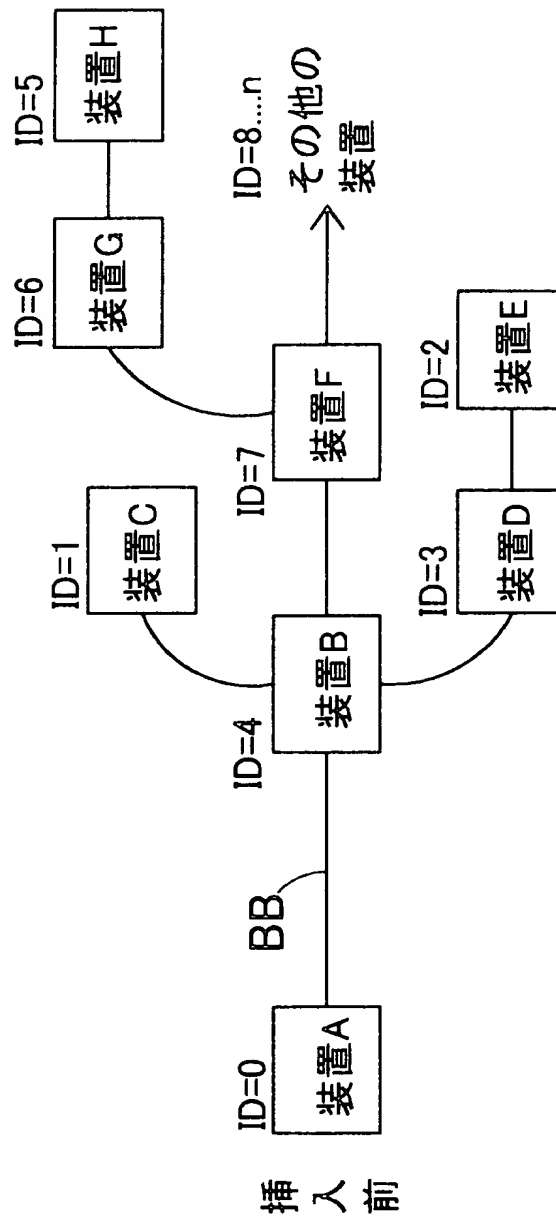 挿入前
ID=0
装置A
BB
ID=4
装置B
ID=1
装置C
ID=3
装置D
ID=2
装置E
ID=7
装置F
ID=6
装置G
ID=5
装置H
ID=8....n
その他の
装置